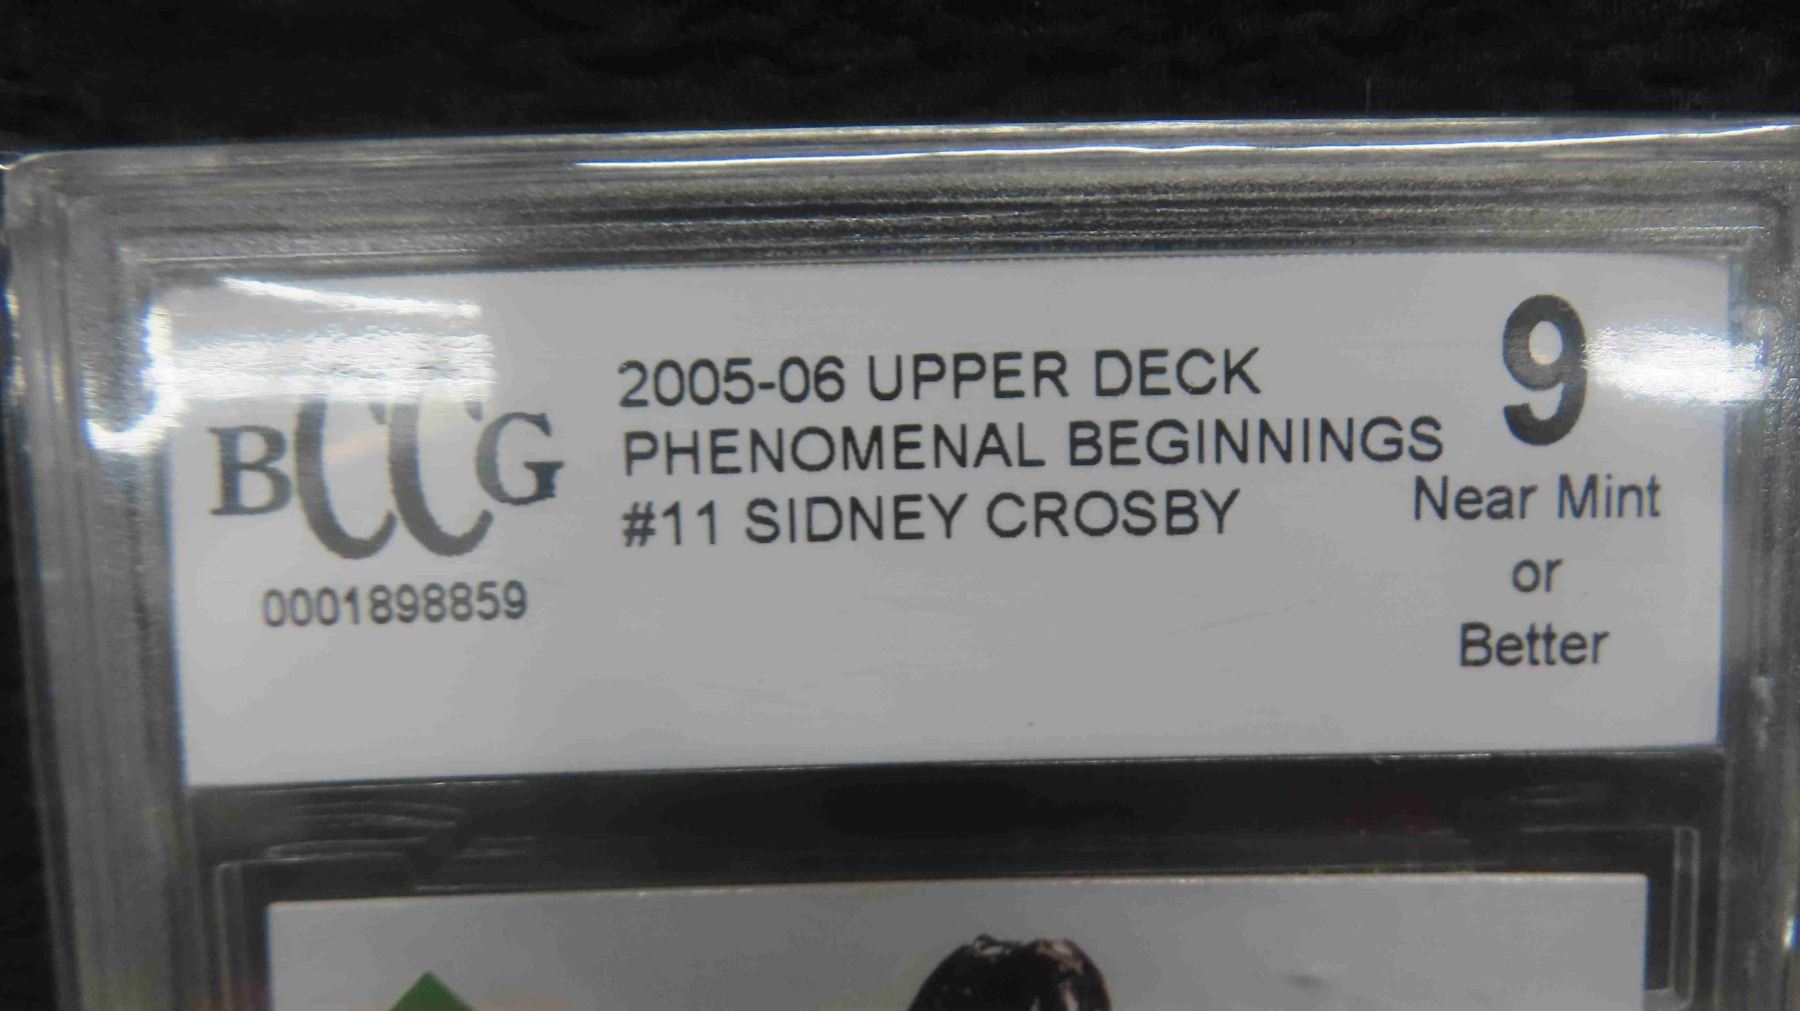 BCCG
0001898859
2005-06 UPPER DECK
PHENOMENAL BEGINNINGS
#11 SIDNEY CROSBY
9
Near Mint
or
Better